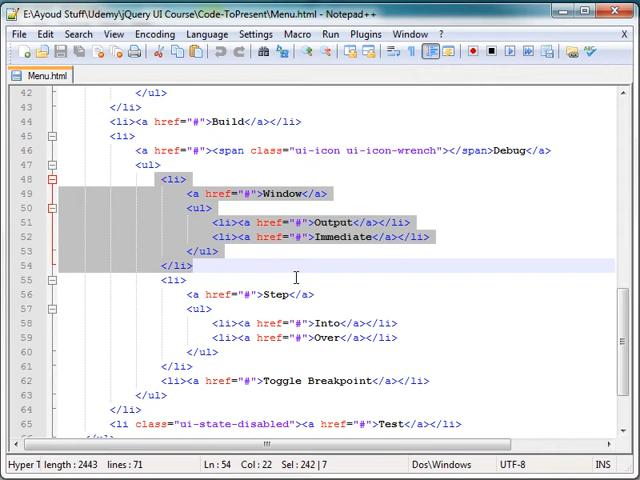 E:\Ayoud Stuff\Udemy\jQuery UI Course\Code-ToPresent\Menu.html - Notepad++
File Edit Search View Encoding Language Settings Macro Run Plugins Window ? X
Menu.html
42 </ul>
43 </li>
44 <li><a href="#">Build</a></li>
45 <li>
46 <a href="#"><span class="ui-icon ui-icon-wrench"></span>Debug</a>
47 <ul>
48 <li>
49 <a href="#">Window</a>
50 <ul>
51 <li><a href="#">Output</a></li>
52 <li><a href="#">Immediate</a></li>
53 </ul>
54 </li>
55 <li>
56 <a href="#">Step</a>
57 <ul>
58 <li><a href="#">Into</a></li>
59 <li><a href="#">Over</a></li>
60 </ul>
61 </li>
62 <li><a href="#">Toggle Breakpoint</a></li>
63 </ul>
64 </li>
65 <li class="ui-state-disabled"><a href="#">Test</a></li>
66 </ul>
Hyper T length : 2443 lines : 71 Ln : 54 Col : 22 Sel : 242 | 7 Dos\Windows UTF-8 INS